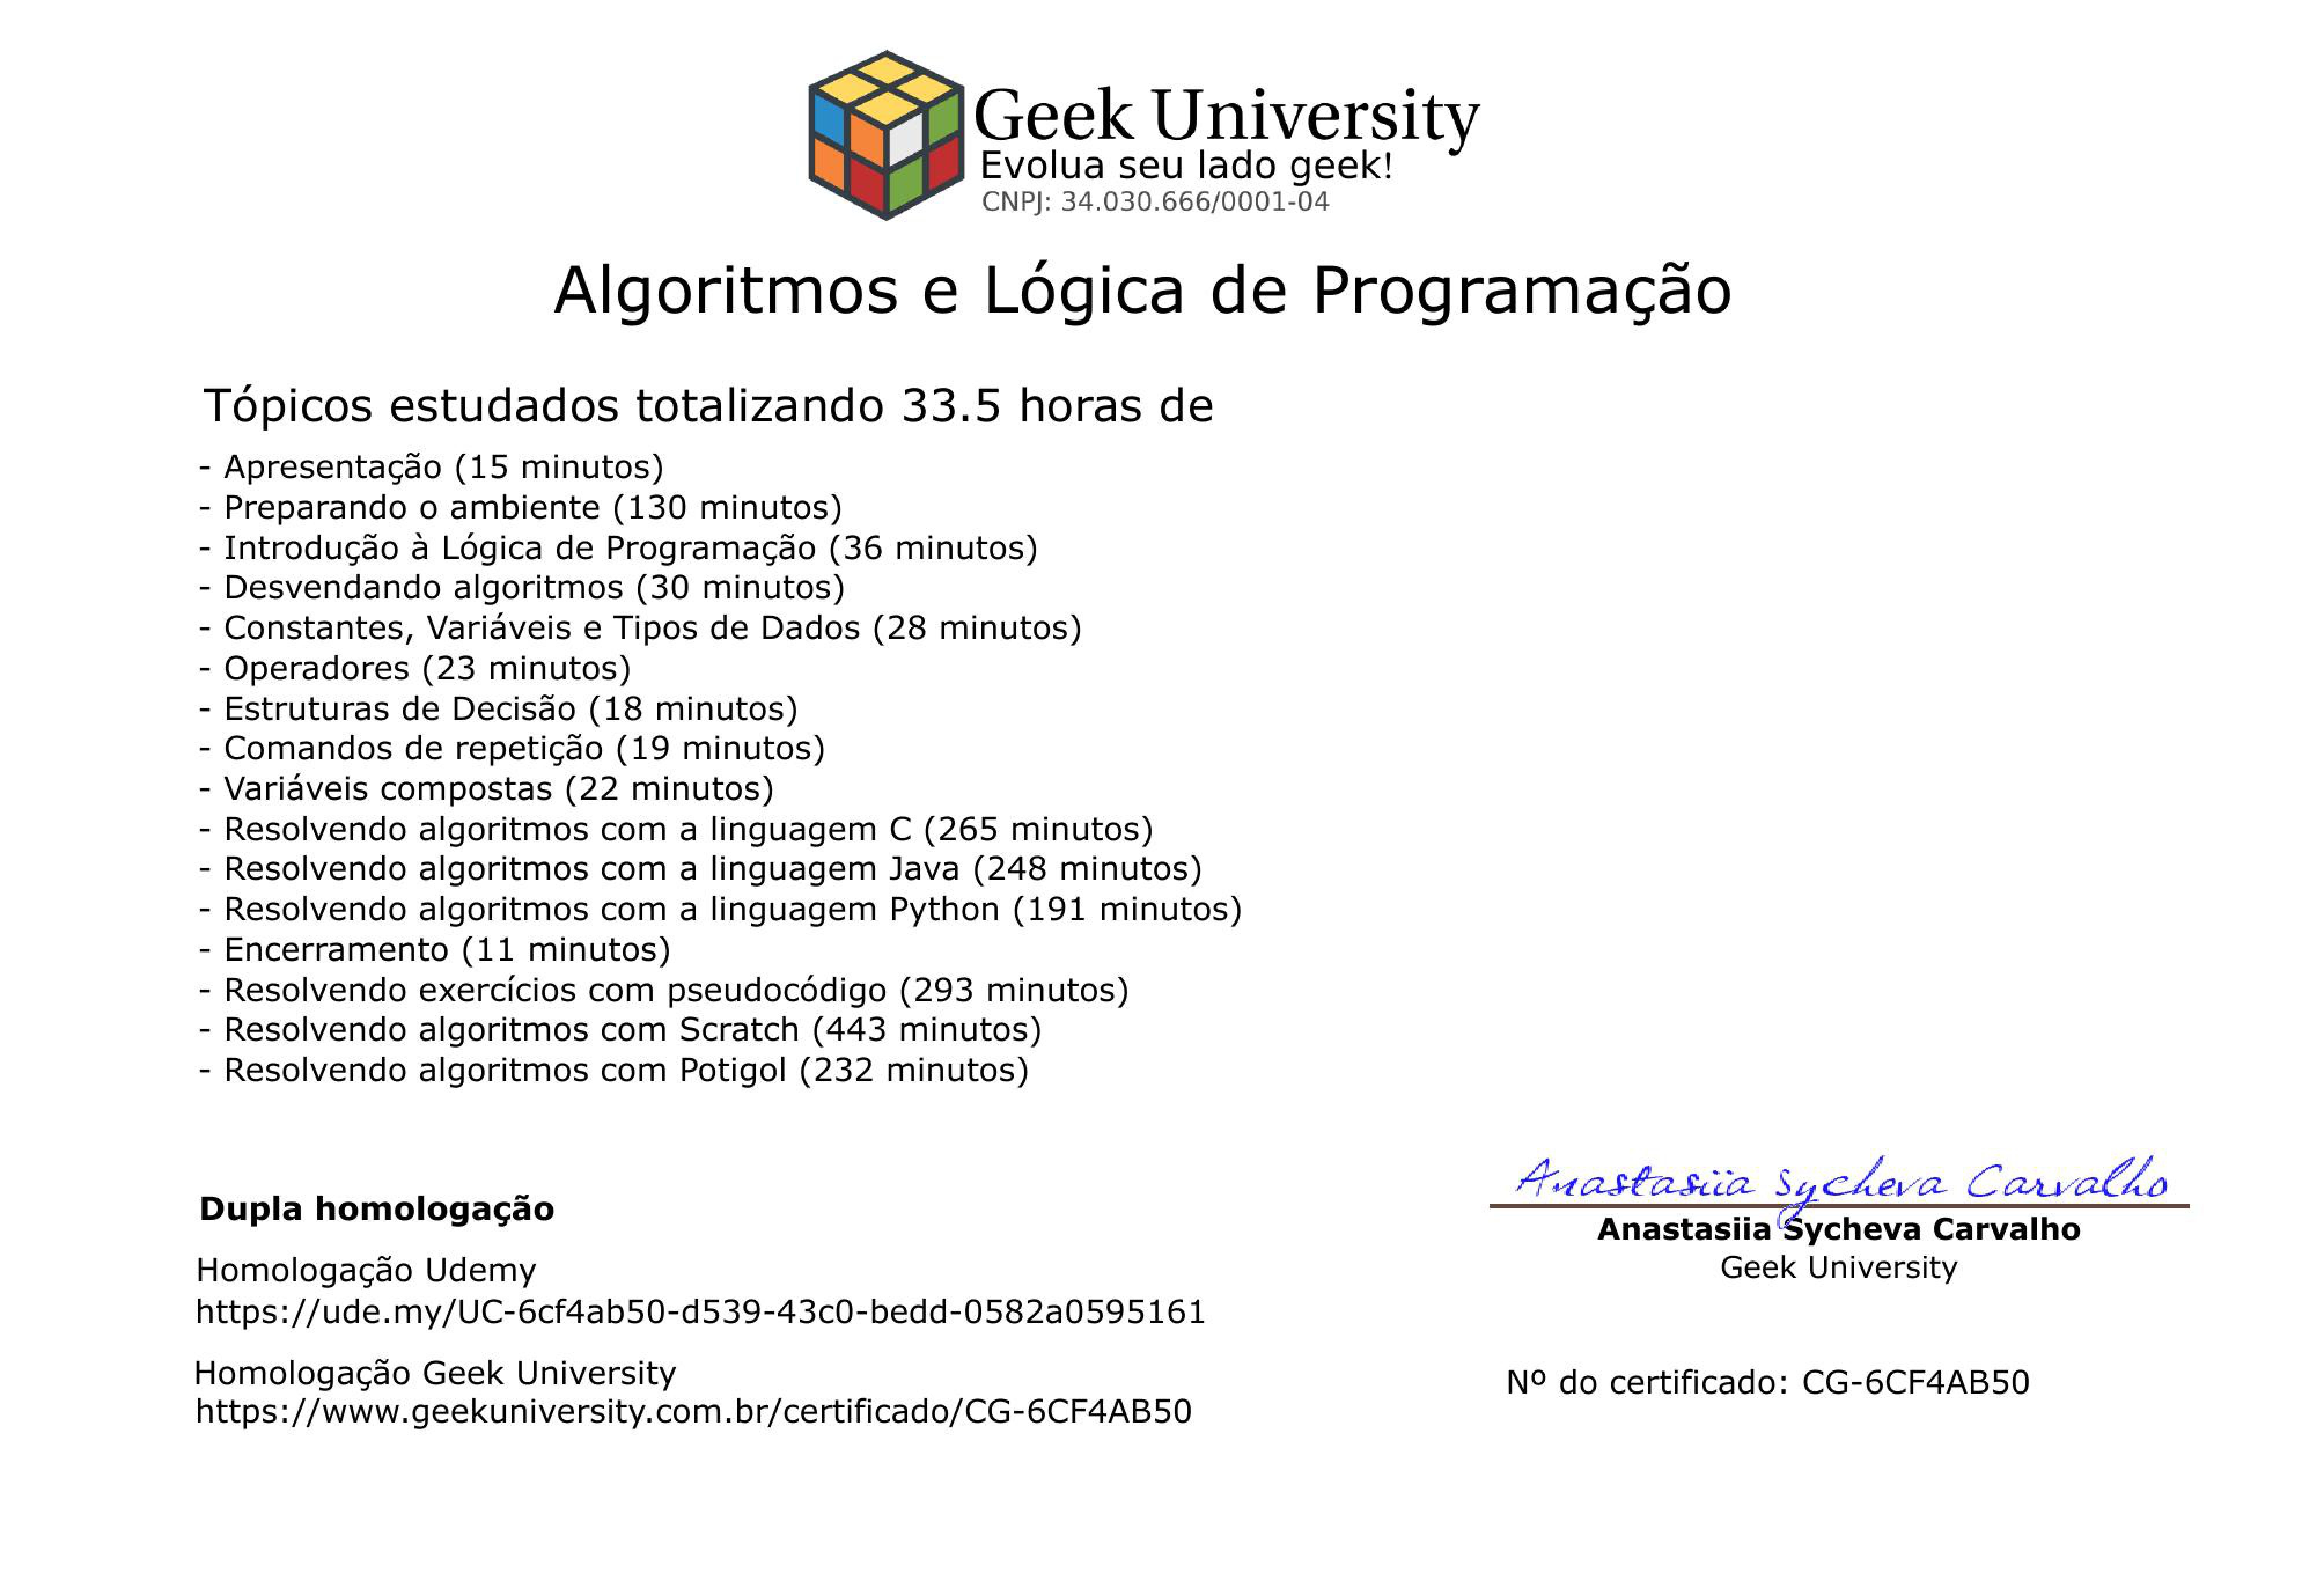 Geek University
Evolua seu lado geek!
CNPJ: 34.030.666/0001-04
Algoritmos e Lógica de Programação
Tópicos estudados totalizando 33.5 horas de
- Apresentação (15 minutos)
- Preparando o ambiente (130 minutos)
- Introdução à Lógica de Programação (36 minutos)
- Desvendando algoritmos (30 minutos)
- Constantes, Variáveis e Tipos de Dados (28 minutos)
- Operadores (23 minutos)
- Estruturas de Decisão (18 minutos)
- Comandos de repetição (19 minutos)
- Variáveis compostas (22 minutos)
- Resolvendo algoritmos com a linguagem C (265 minutos)
- Resolvendo algoritmos com a linguagem Java (248 minutos)
- Resolvendo algoritmos com a linguagem Python (191 minutos)
- Encerramento (11 minutos)
- Resolvendo exercícios com pseudocódigo (293 minutos)
- Resolvendo algoritmos com Scratch (443 minutos)
- Resolvendo algoritmos com Potigol (232 minutos)
Dupla homologação
Homologação Udemy
https://ude.my/UC-6cf4ab50-d539-43c0-bedd-0582a0595161
Homologação Geek University
https://www.geekuniversity.com.br/certificado/CG-6CF4AB50
Anastasiia Sycheva Carvalho
Anastasiia Sycheva Carvalho
Geek University
Nº do certificado: CG-6CF4AB50